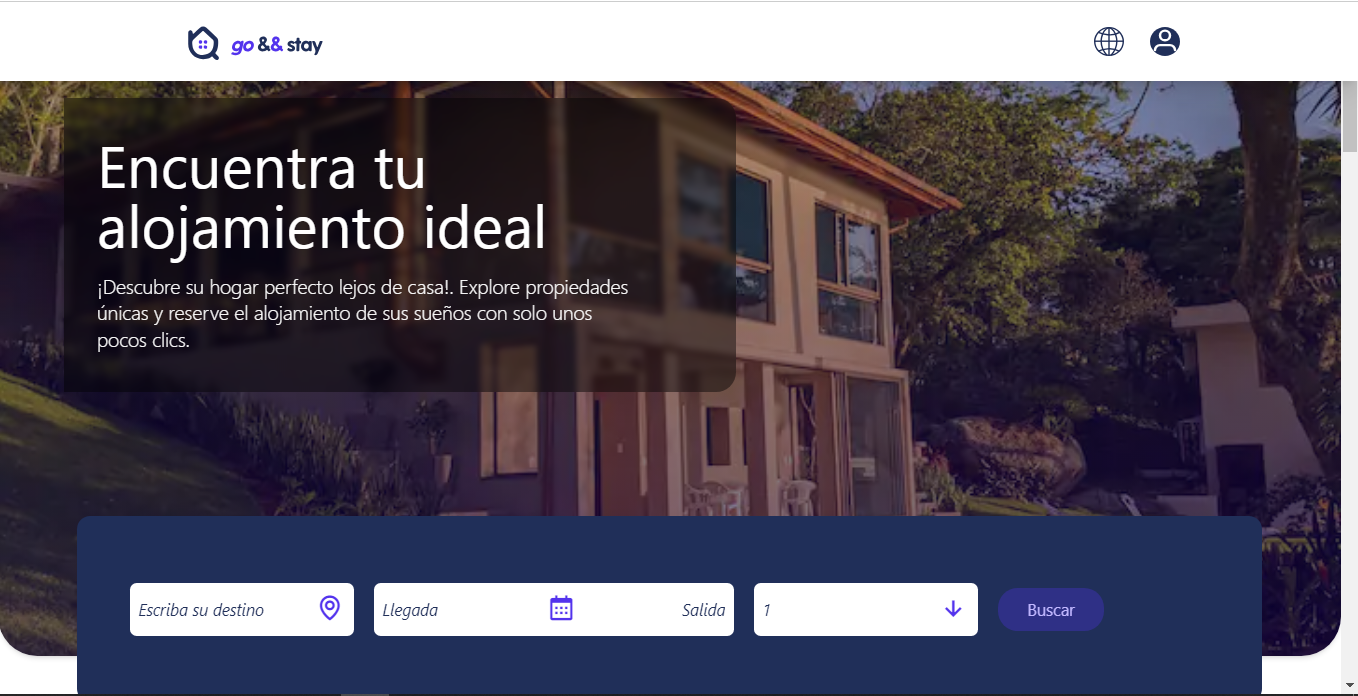 go && stay
Encuentra tu
alojamiento ideal
¡Descubre su hogar perfecto lejos de casa!. Explore propiedades
únicas y reserve el alojamiento de sus sueños con solo unos
pocos clics.
Escriba su destino
Llegada
Salida
1
Buscar